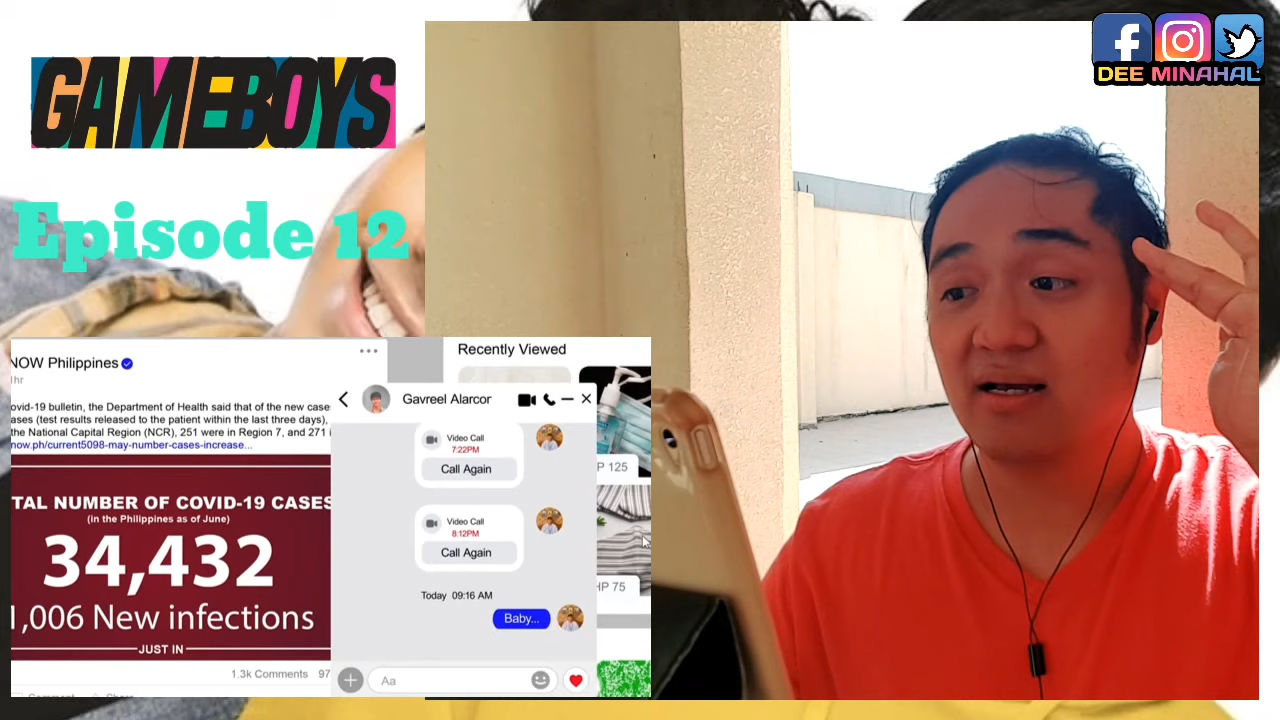 GAMEBOYS
Episode 12
DEE MINAHAL
NOW Philippines
1hr
ovid-19 bulletin, the Department of Health said that of the new case
ases (test results released to the patient within the last three days),
the National Capital Region (NCR), 251 were in Region 7, and 271 i
now.ph/current5098-may-number-cases-increase...
TAL NUMBER OF COVID-19 CASES
(in the Philippines as of June)
34,432
1,006 New infections
JUST IN
1.3k Comments 97
Comment Share
Recently Viewed
Gavreel Alarcor
Video Call
7:22PM
Call Again
Video Call
8:12PM
Call Again
Today 09:16 AM
Baby...
Aa
P 125
HP 75